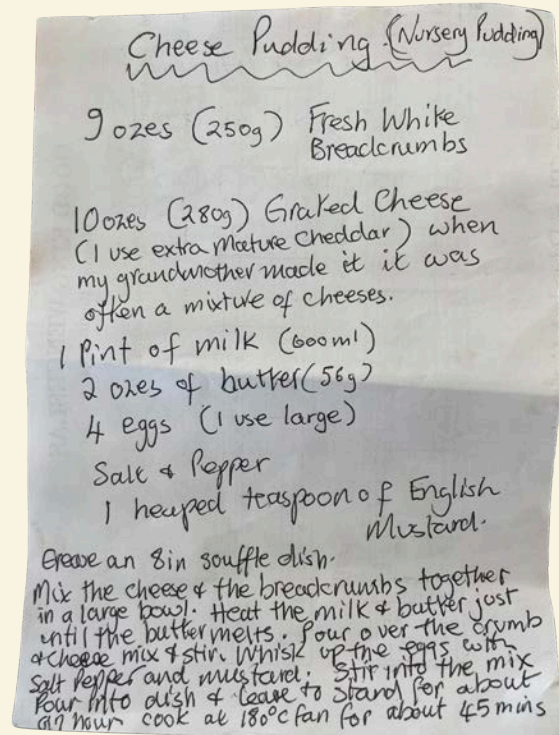 Cheese Pudding. (Nursery Pudding)
9 ozes (250g) Fresh White
Breadcrumbs
10 ozes (280g) Grated Cheese
(I use extra mature Cheddar) when
my grandmother made it it was
often a mixture of cheeses.
1 Pint of milk (600ml)
2 ozes of butter (56g)
4 eggs (I use large)
Salt & Pepper
1 heaped teaspoon of English
Mustard.
Grease an 8in souffle dish.
Mix the cheese & the breadcrumbs together
in a large bowl. Heat the milk & butter just
until the butter melts. Pour over the crumb
& cheese mix & stir. Whisk up the eggs with
Salt Pepper and mustard. Stir into the mix
Pour into dish & leave to stand for about
hour cook at 180°c fan for about 45 mins